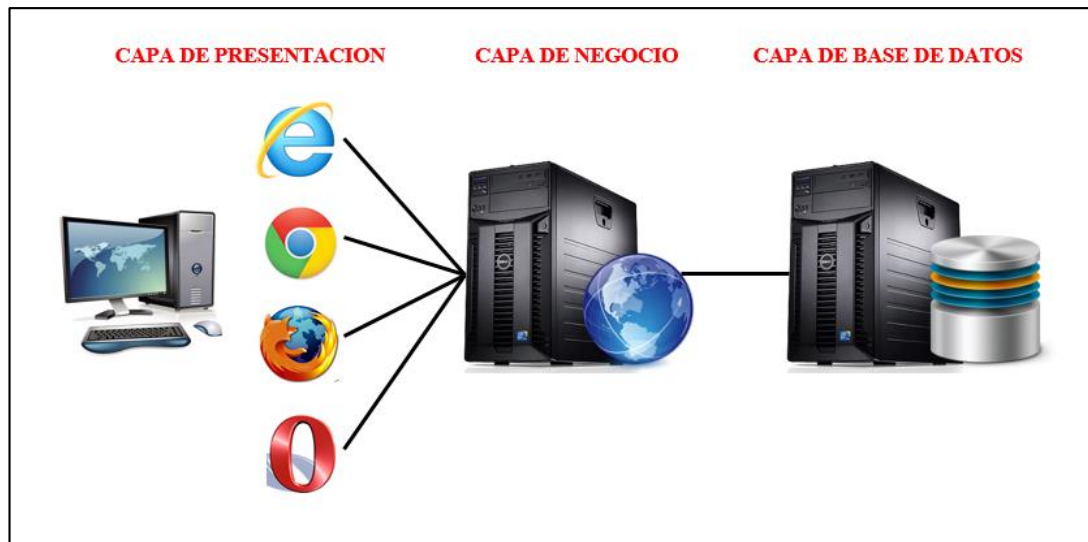 CAPA DE PRESENTACION
CAPA DE NEGOCIO
CAPA DE BASE DE DATOS